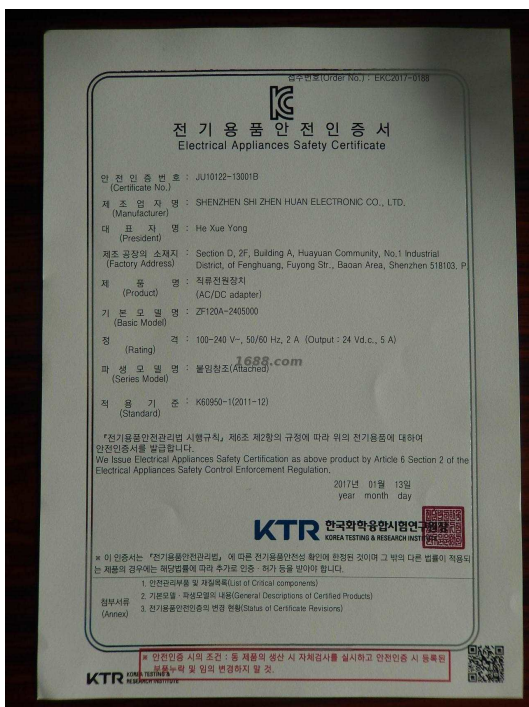 접수번호(Order No.) : EKC2017-0188
전기용품안전인증서
Electrical Appliances Safety Certificate
안 전 인 증 번 호 : JU10122-13001B
(Certificate No.)
제 조 업 자 명 : SHENZHEN SHI ZHEN HUAN ELECTRONIC CO., LTD.
(Manufacturer)
대 표 자 명 : He Xue Yong
(President)
제조 공장의 소재지 : Section D, 2F, Building A, Huayuan Community, No.1 Industrial
(Factory Address) District, of Fenghuang, Fuyong Str., Baoan Area, Shenzhen 518103. P.
제 품 명 : 직류전원장치
(Product) (AC/DC adapter)
기 본 모 델 명 : ZF120A-2405000
(Basic Model)
정 격 : 100-240 V~, 50/60 Hz, 2 A (Output : 24 Vd.c., 5 A)
(Rating)
1688.com
파 생 모 델 명 : 붙임참조(Attached)
(Series Model)
적 용 기 준 : K60950-1(2011-12)
(Standard)
『전기용품안전관리법 시행규칙』 제6조 제2항의 규정에 따라 위의 전기용품에 대하여
안전인증서를 발급합니다.
We Issue Electrical Appliances Safety Certification as above product by Article 6 Section 2 of the
Electrical Appliances Safety Control Enforcement Regulation.
2017년 01월 13일
year month day
KTR 한국화학융합시험연구원장
KOREA TESTING & RESEARCH INSTITUTE
※ 이 인증서는 『전기용품안전관리법』에 따른 전기용품안전성 확인에 한정된 것이며 그 밖의 다른 법률이 적용되
는 제품의 경우에는 해당법률에 따라 추가로 인증ㆍ허가 등을 받아야 합니다.
첨부서류
(Annex)
1. 안전관리부품 및 재질목록(List of Critical components)
2. 기본모델ㆍ파생모델의 내용(General Descriptions of Certified Products)
3. 전기용품안전인증의 변경 현황(Status of Certificate Revisions)
※ 안전인증 시의 조건 : 동 제품의 생산 시 자체검사를 실시하고 안전인증 시 등록된
부품누락 및 임의 변경하지 말 것.
KTR KOREA TESTING &
RESEARCH INSTITUTE